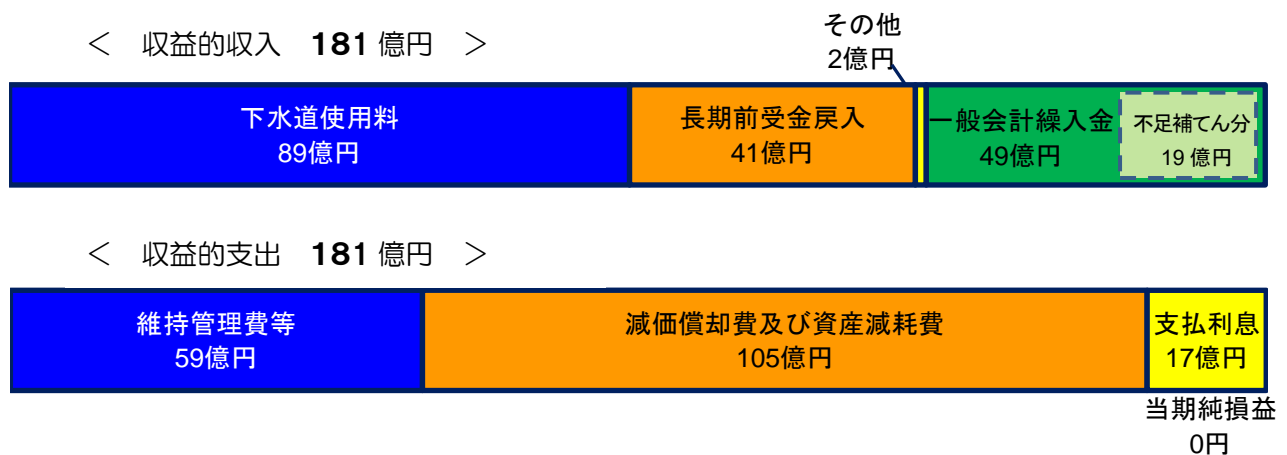 ＜　収益的収入　181 億円　＞
その他
2億円
下水道使用料
89億円
長期前受金戻入
41億円
一般会計繰入金
49億円
不足補てん分
19 億円
＜　収益的支出　181 億円　＞
維持管理費等
59億円
減価償却費及び資産減耗費
105億円
支払利息
17億円
当期純損益
0円